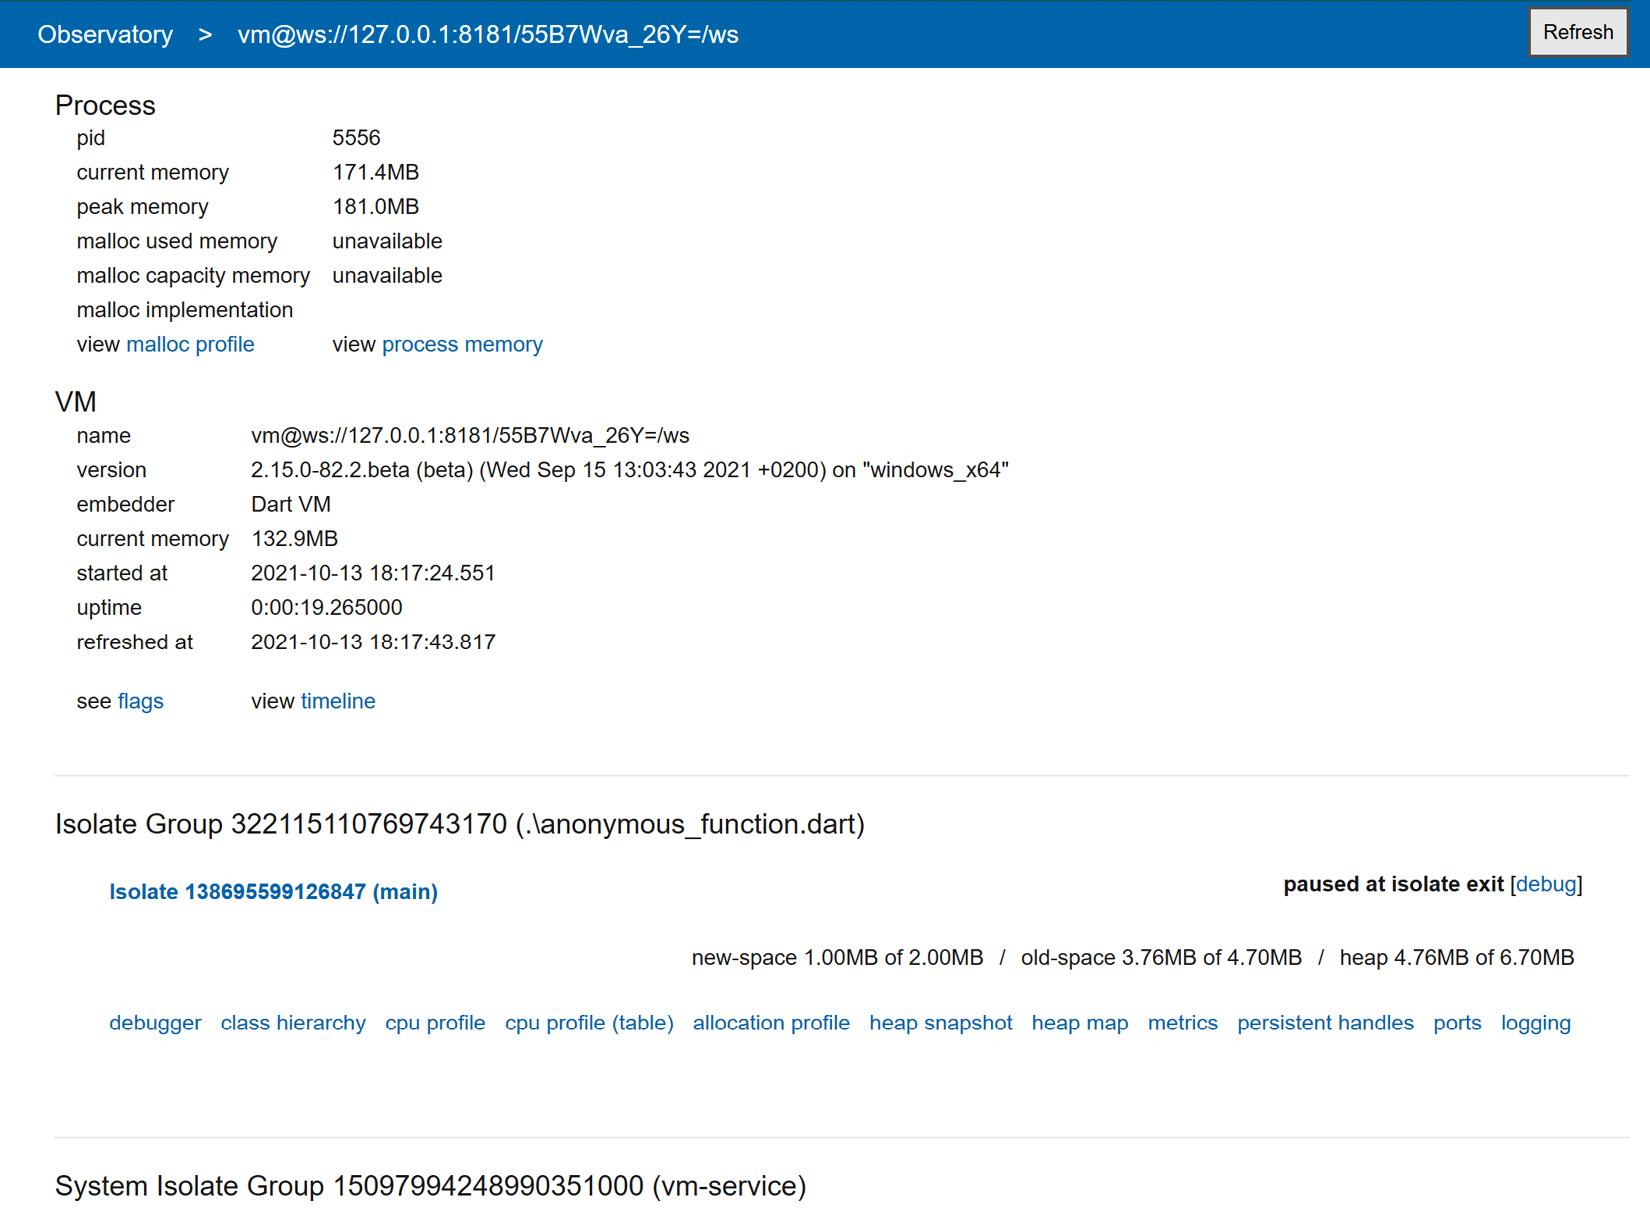 Observatory > vm@ws://127.0.0.1:8181/55B7Wva_26Y=/ws Refresh
Process
pid 5556
current memory 171.4MB
peak memory 181.0MB
malloc used memory unavailable
malloc capacity memory unavailable
malloc implementation
view malloc profile view process memory
VM
name vm@ws://127.0.0.1:8181/55B7Wva_26Y=/ws
version 2.15.0-82.2.beta (beta) (Wed Sep 15 13:03:43 2021 +0200) on "windows_x64"
embedder Dart VM
current memory 132.9MB
started at 2021-10-13 18:17:24.551
uptime 0:00:19.265000
refreshed at 2021-10-13 18:17:43.817
see flags view timeline
Isolate Group 322115110769743170 (.\anonymous_function.dart)
Isolate 138695599126847 (main) paused at isolate exit [debug]
new-space 1.00MB of 2.00MB / old-space 3.76MB of 4.70MB / heap 4.76MB of 6.70MB
debugger class hierarchy cpu profile cpu profile (table) allocation profile heap snapshot heap map metrics persistent handles ports logging
System Isolate Group 15097994248990351000 (vm-service)